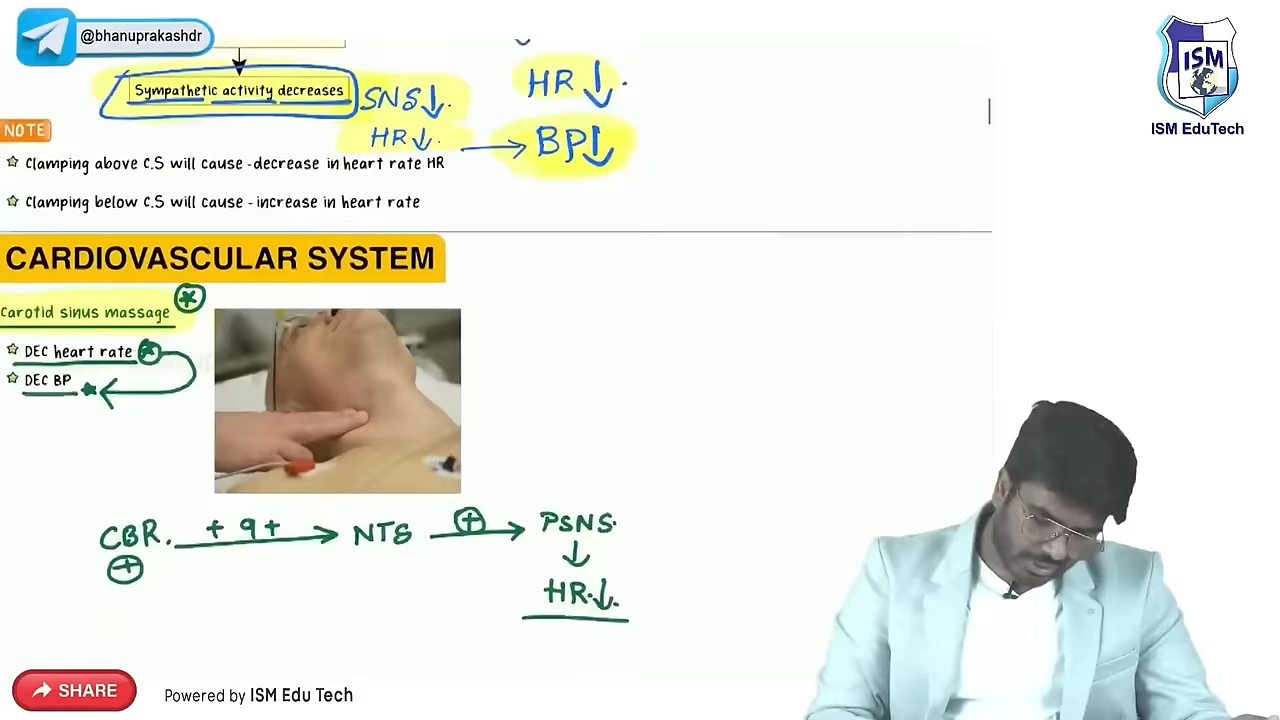 @bhanuprakashdr
ISM
ISM EduTech
Sympathetic activity decreases
SNS↓.
HR↓.
HR↓.
→ BP↓
NOTE
Clamping above C.S will cause - decrease in heart rate HR
Clamping below C.S will cause - increase in heart rate
CARDIOVASCULAR SYSTEM
Carotid sinus massage
DEC heart rate
DEC BP
CBR. + 9 + → NTS + → PSNS.
+
↓
HR.↓.
SHARE
Powered by ISM Edu Tech